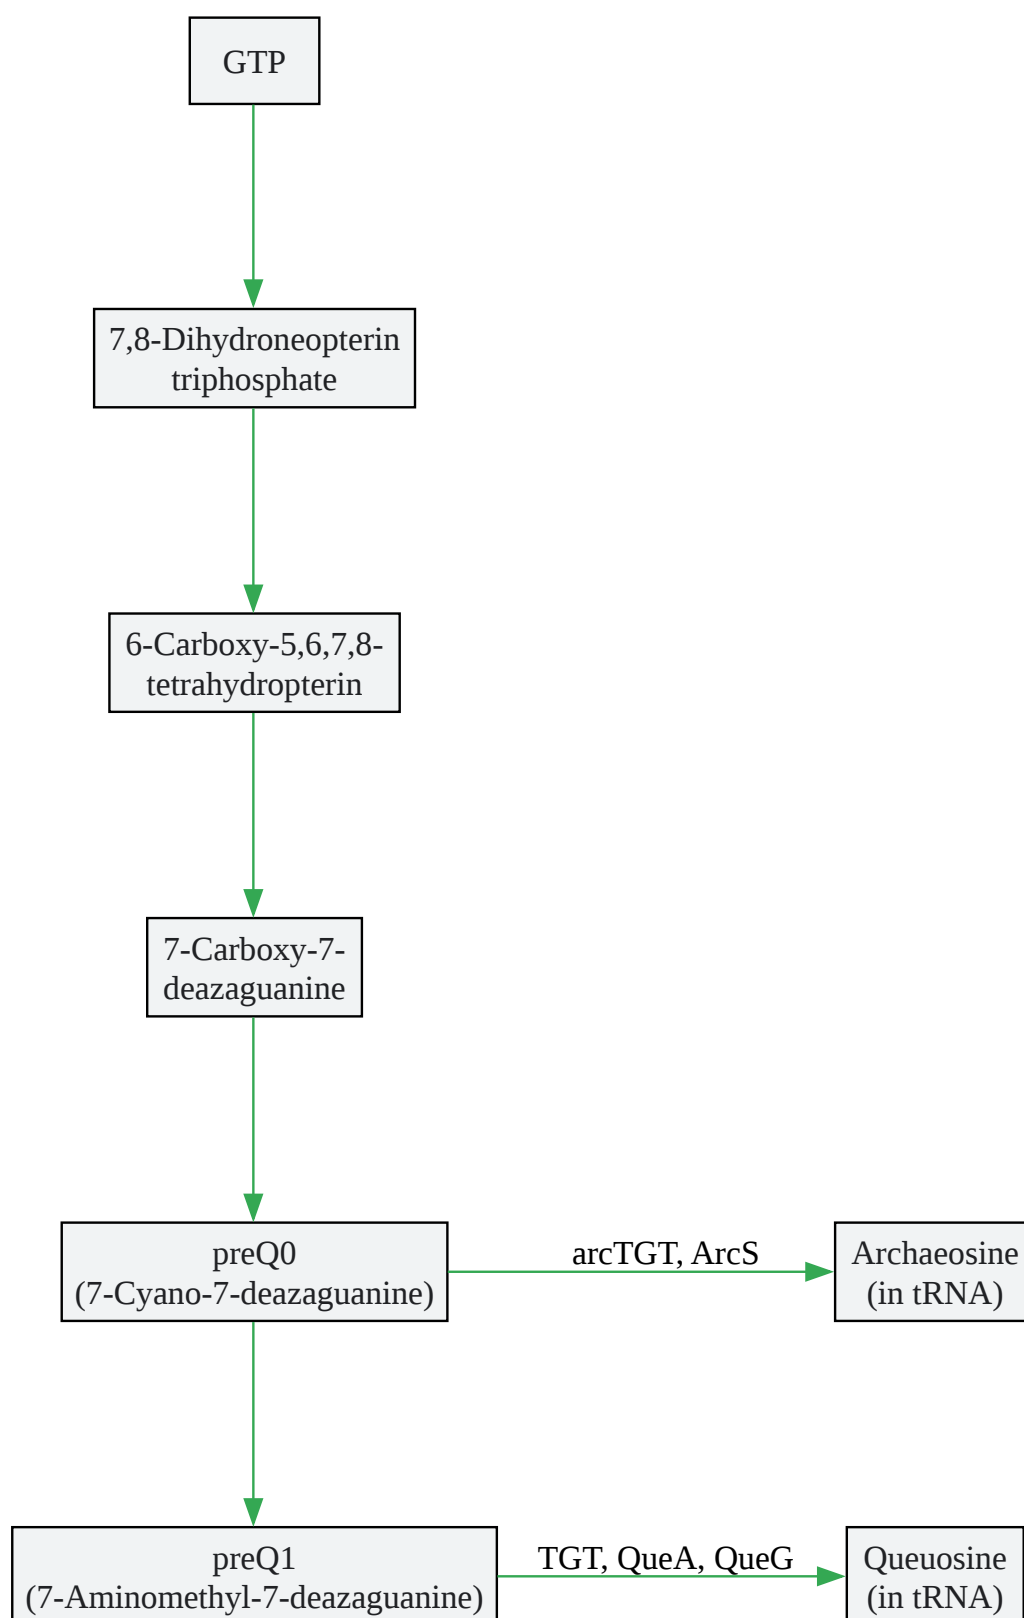 GTP
7,8-Dihydroneopterin
triphosphate
6-Carboxy-5,6,7,8-
tetrahydropterin
7-Carboxy-7-
deazaguanine
preQ0
(7-Cyano-7-deazaguanine)
arcTGT, ArcS
Archaeosine
(in tRNA)
preQ1
(7-Aminomethyl-7-deazaguanine)
TGT, QueA, QueG
Queuosine
(in tRNA)